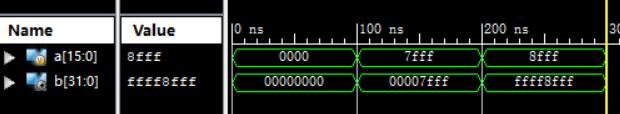 Name Value 0 ns 100 ns 200 ns 30
a[15:0] 8fff 0000 7fff 8fff
b[31:0] ffff8fff 00000000 00007fff ffff8fff